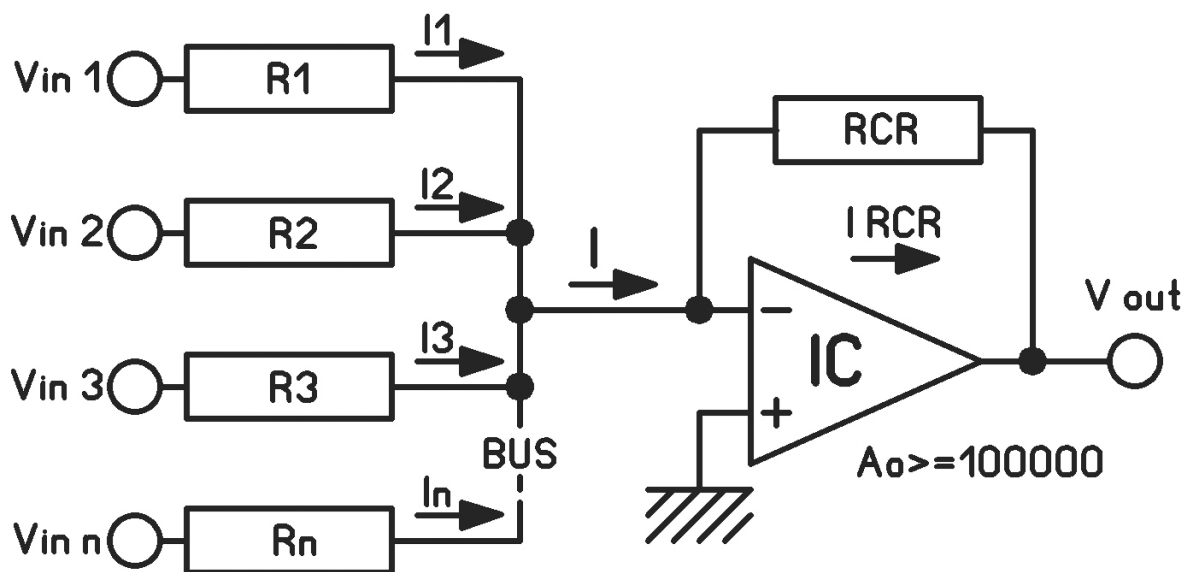 Vin 1
R1
I1
Vin 2
R2
I2
Vin 3
R3
I3
BUS
Vin n
Rn
In
I
RCR
I RCR
-
+
IC
Ao>=100000
V out